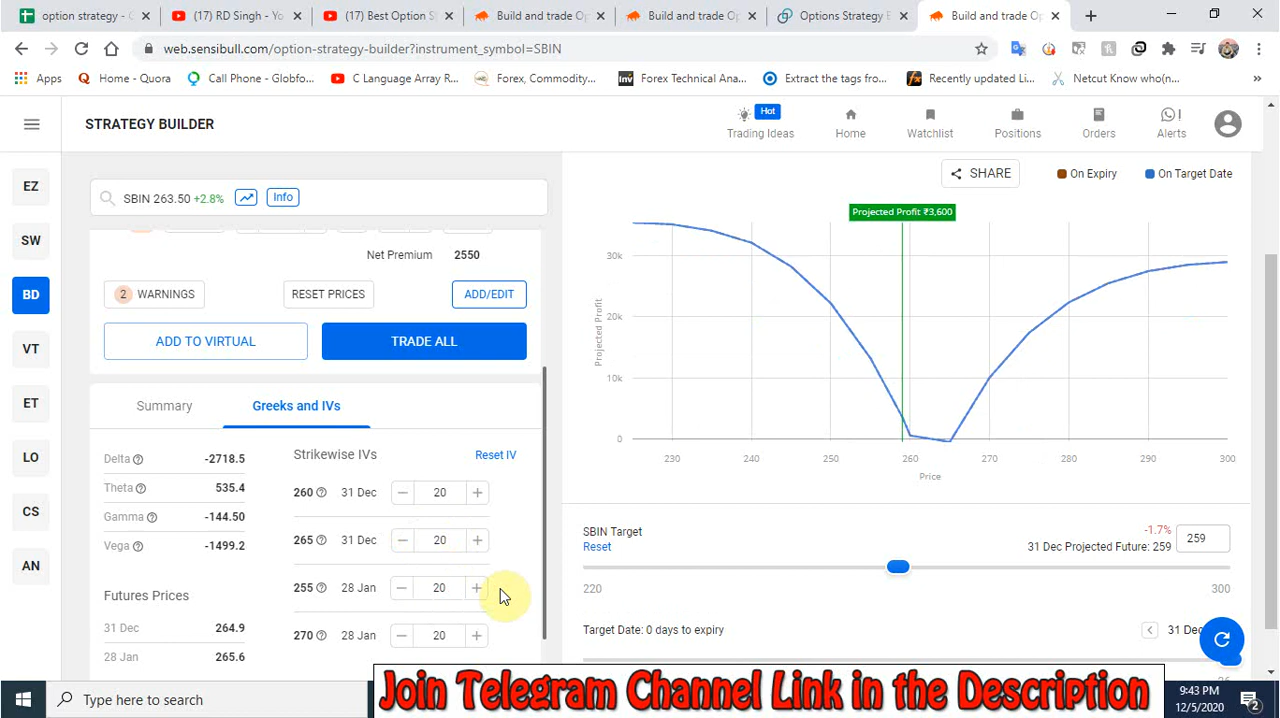 option strategy - C
(17) RD Singh - Yo
(17) Best Option S
Build and trade Op
Build and trade Op
Options Strategy B
Build and trade Op
web.sensibull.com/option-strategy-builder?instrument_symbol=SBIN
Apps
Home - Quora
Call Phone - Globfo...
C Language Array R...
Forex, Commodity...
Forex Technical Ana...
Extract the tags fro...
Recently updated Li...
Netcut Know who(n...
STRATEGY BUILDER
Hot
Trading Ideas
Home
Watchlist
Positions
Orders
Alerts
EZ
SW
BD
VT
ET
LO
CS
AN
SBIN 263.50 +2.8%
Info
Net Premium 2550
2 WARNINGS
RESET PRICES
ADD/EDIT
ADD TO VIRTUAL
TRADE ALL
Summary
Greeks and IVs
Delta -2718.5
Theta 535.4
Gamma -144.50
Vega -1499.2
Futures Prices
31 Dec 264.9
28 Jan 265.6
Strikewise IVs
Reset IV
260 31 Dec − 20 +
265 31 Dec − 20 +
255 28 Jan − 20 +
270 28 Jan − 20 +
SHARE
On Expiry
On Target Date
Projected Profit ₹3,600
30k
20k
10k
0
Projected Profit
230 240 250 260 270 280 290 300
Price
SBIN Target
Reset
-1.7%
31 Dec Projected Future: 259
259
220
300
Target Date: 0 days to expiry
31 Dec
Join Telegram Channel Link in the Description
Type here to search
9:43 PM
12/5/2020
2